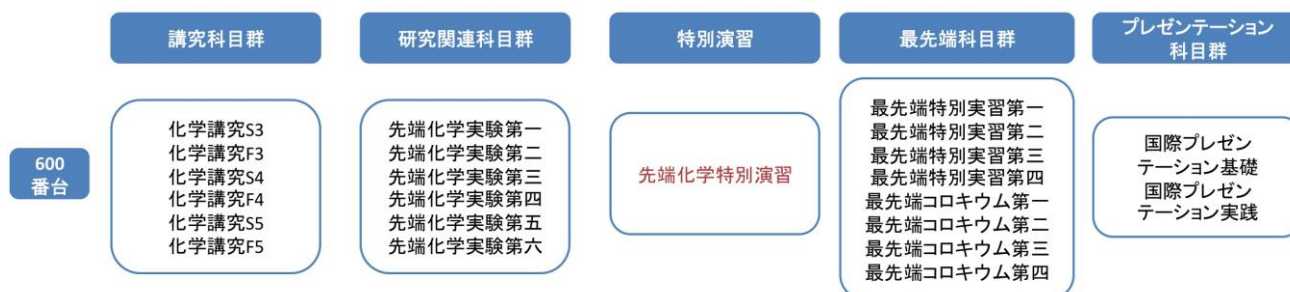 講究科目群
研究関連科目群
特別演習
最先端科目群
プレゼンテーション
科目群
600
番台
化学講究S3
化学講究F3
化学講究S4
化学講究F4
化学講究S5
化学講究F5
先端化学実験第一
先端化学実験第二
先端化学実験第三
先端化学実験第四
先端化学実験第五
先端化学実験第六
先端化学特別演習
最先端特別実習第一
最先端特別実習第二
最先端特別実習第三
最先端特別実習第四
最先端コロキウム第一
最先端コロキウム第二
最先端コロキウム第三
最先端コロキウム第四
国際プレゼン
テーション基礎
国際プレゼン
テーション実践